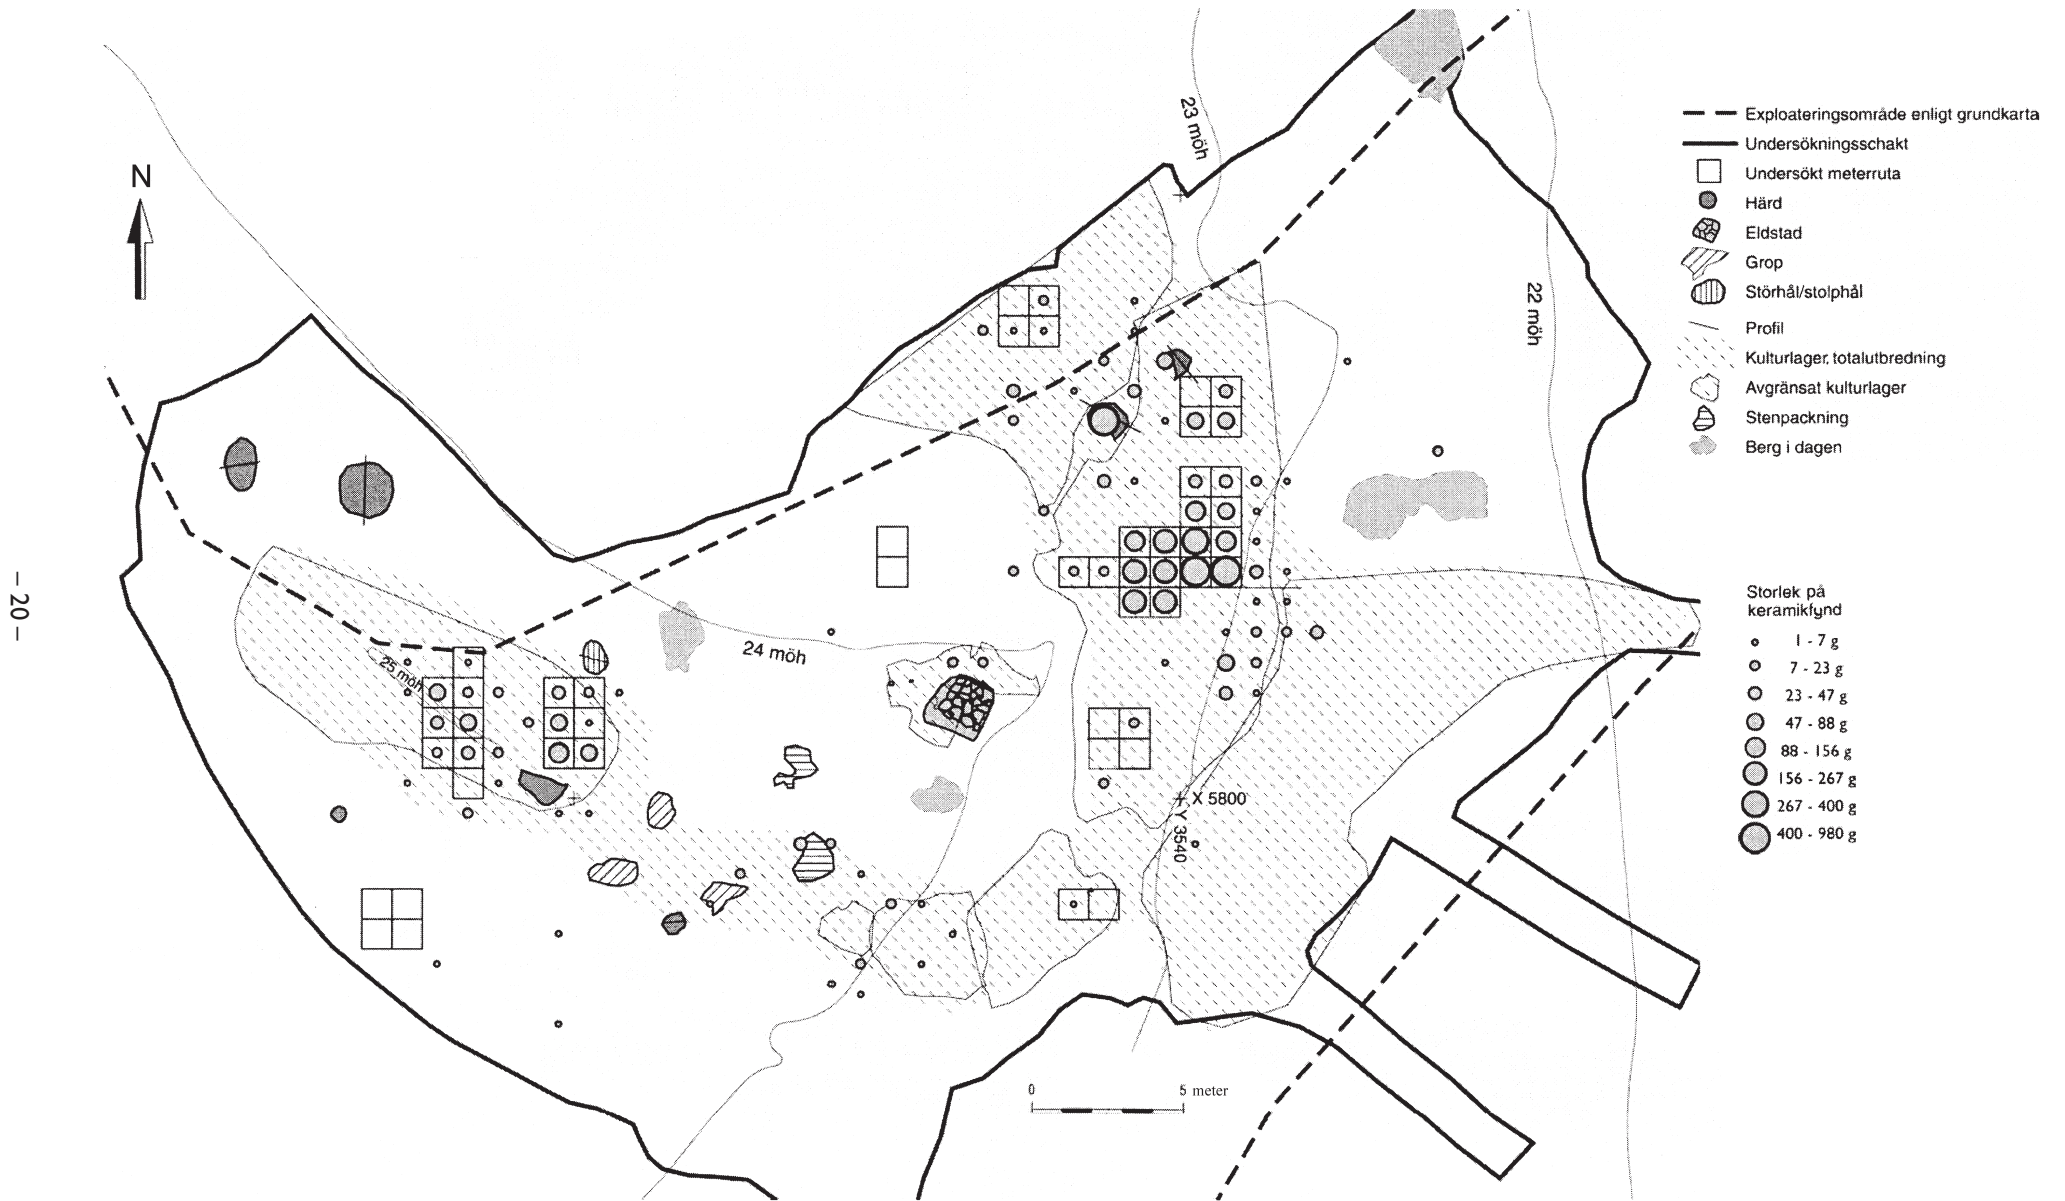 – 20 –
N
23 möh
22 möh
24 möh
25 möh
X 5800
Y 3540
0 5 meter
Exploateringsområde enligt grundkarta
Undersökningsschakt
Undersökt meterruta
Härd
Eldstad
Grop
Störhål/stolphål
Profil
Kulturlager, totalutbredning
Avgränsat kulturlager
Stenpackning
Berg i dagen
Storlek på
keramikfynd
1 - 7 g
7 - 23 g
23 - 47 g
47 - 88 g
88 - 156 g
156 - 267 g
267 - 400 g
400 - 980 g